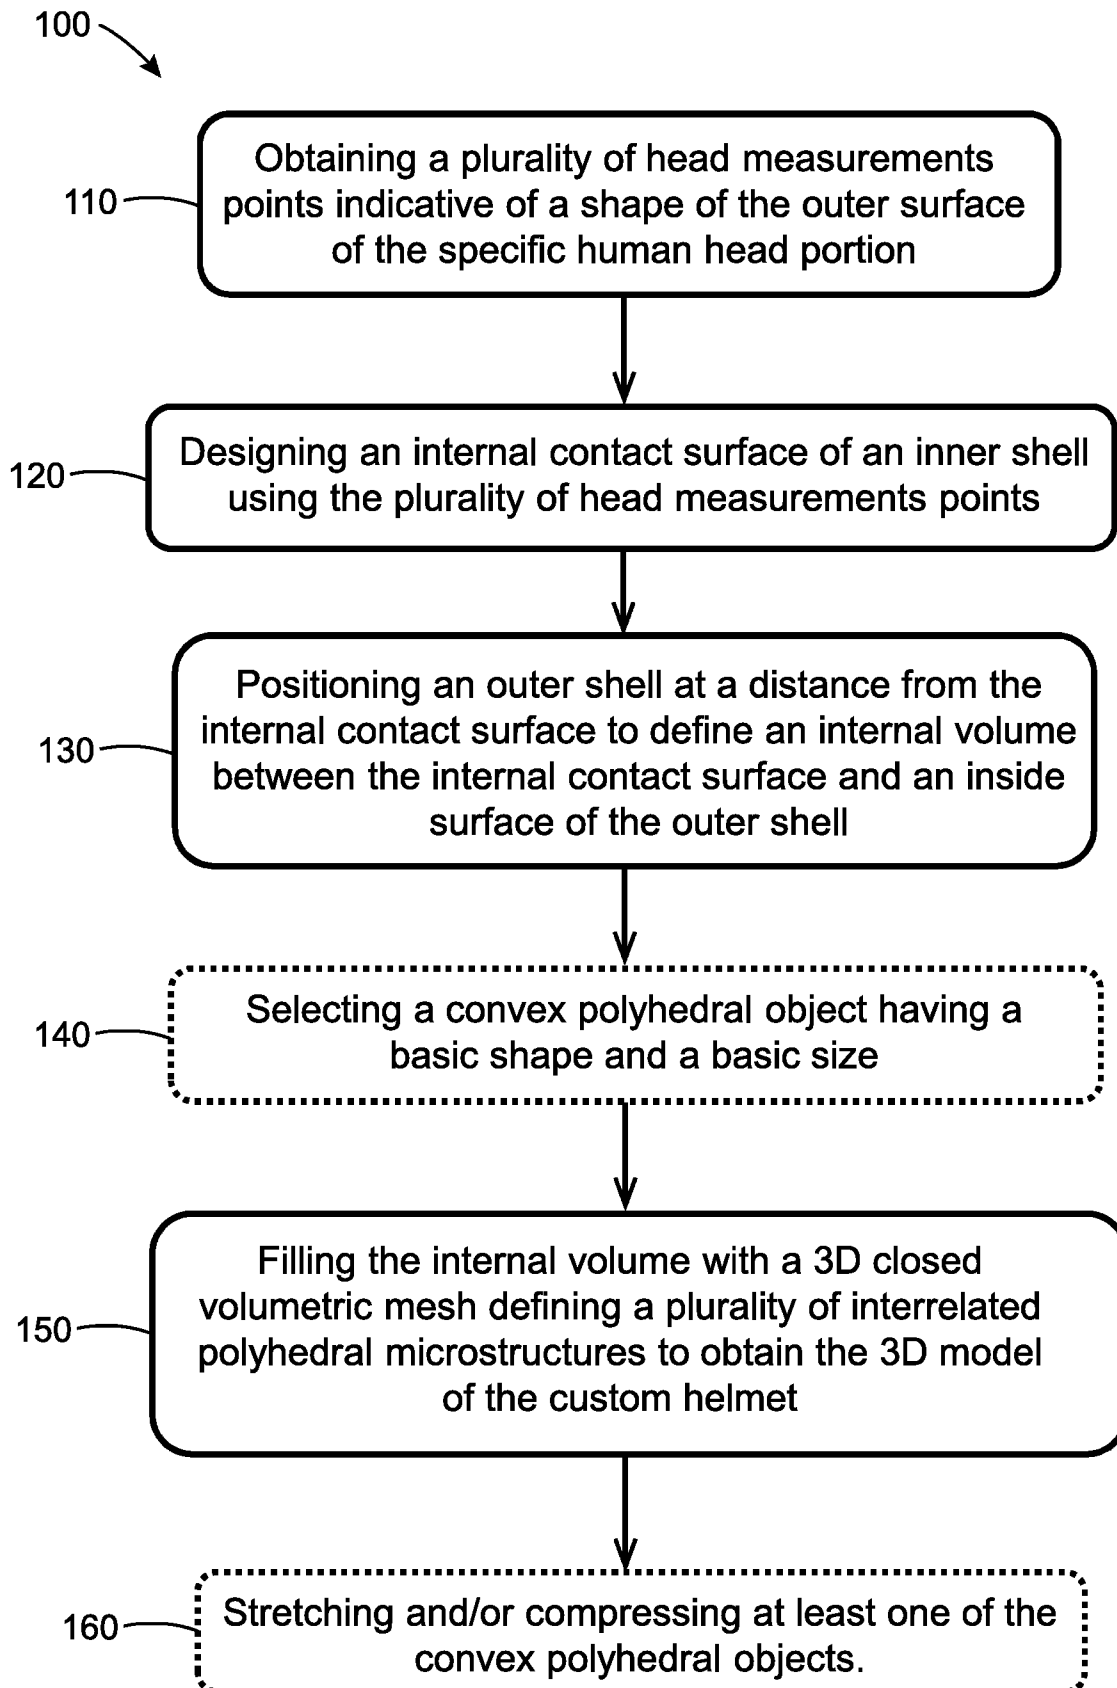 100
110
Obtaining a plurality of head measurements
points indicative of a shape of the outer surface
of the specific human head portion
120
Designing an internal contact surface of an inner shell
using the plurality of head measurements points
130
Positioning an outer shell at a distance from the
internal contact surface to define an internal volume
between the internal contact surface and an inside
surface of the outer shell
140
Selecting a convex polyhedral object having a
basic shape and a basic size
150
Filling the internal volume with a 3D closed
volumetric mesh defining a plurality of interrelated
polyhedral microstructures to obtain the 3D model
of the custom helmet
160
Stretching and/or compressing at least one of the
convex polyhedral objects.